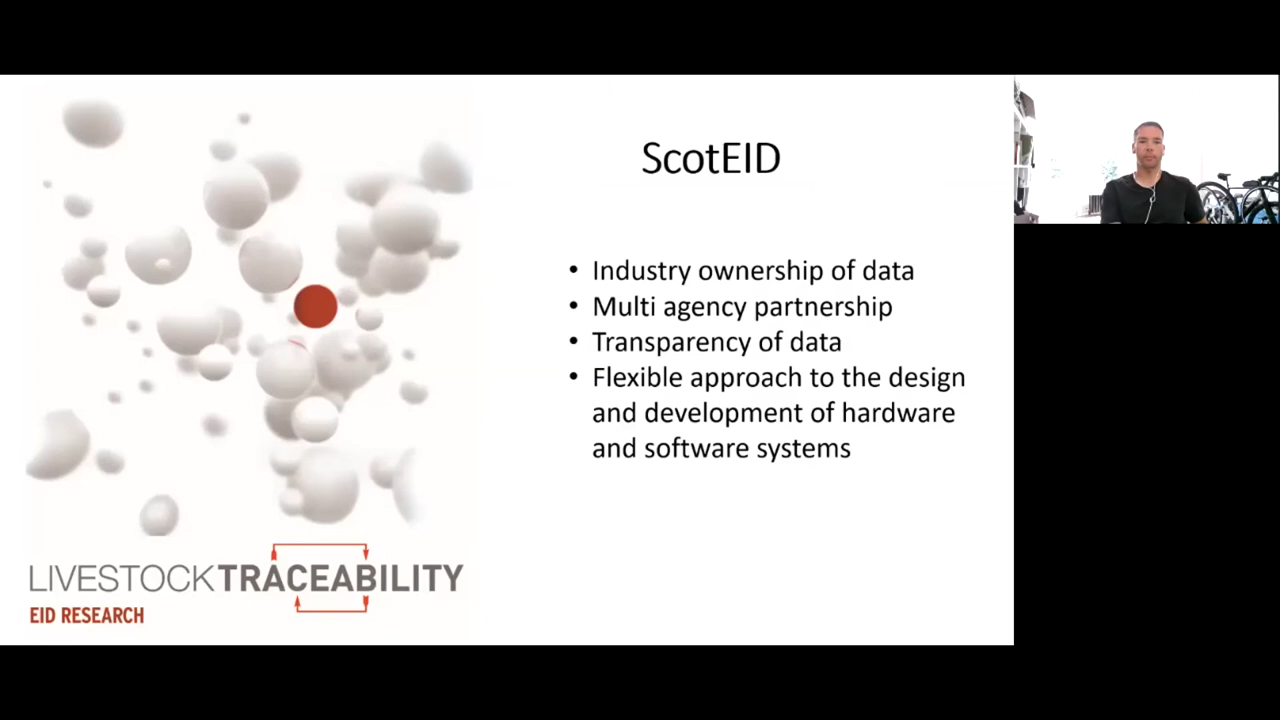 ScotEID
• Industry ownership of data
• Multi agency partnership
• Transparency of data
• Flexible approach to the design
and development of hardware
and software systems
LIVESTOCKTRACEABILITY
EID RESEARCH